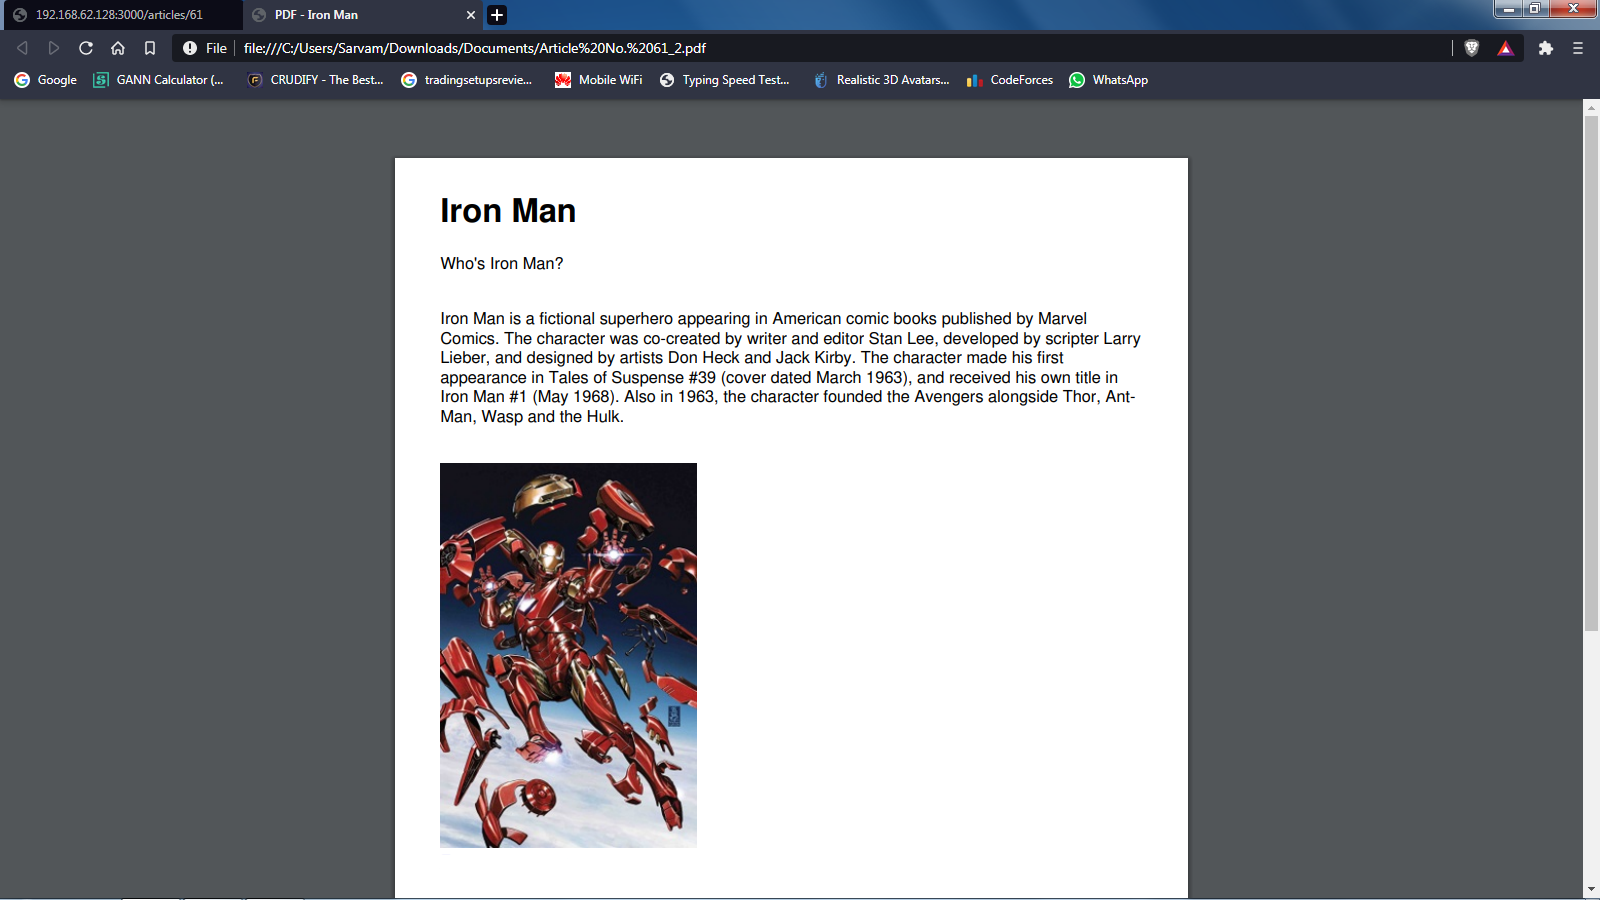 192.168.62.128:3000/articles/61
PDF - Iron Man
File
file:///C:/Users/Sarvam/Downloads/Documents/Article%20No.%2061_2.pdf
Google
GANN Calculator (...
CRUDIFY - The Best...
tradingsetupsrevie...
Mobile WiFi
Typing Speed Test...
Realistic 3D Avatars...
CodeForces
WhatsApp
Iron Man
Who's Iron Man?
Iron Man is a fictional superhero appearing in American comic books published by Marvel
Comics. The character was co-created by writer and editor Stan Lee, developed by scripter Larry
Lieber, and designed by artists Don Heck and Jack Kirby. The character made his first
appearance in Tales of Suspense #39 (cover dated March 1963), and received his own title in
Iron Man #1 (May 1968). Also in 1963, the character founded the Avengers alongside Thor, Ant-
Man, Wasp and the Hulk.